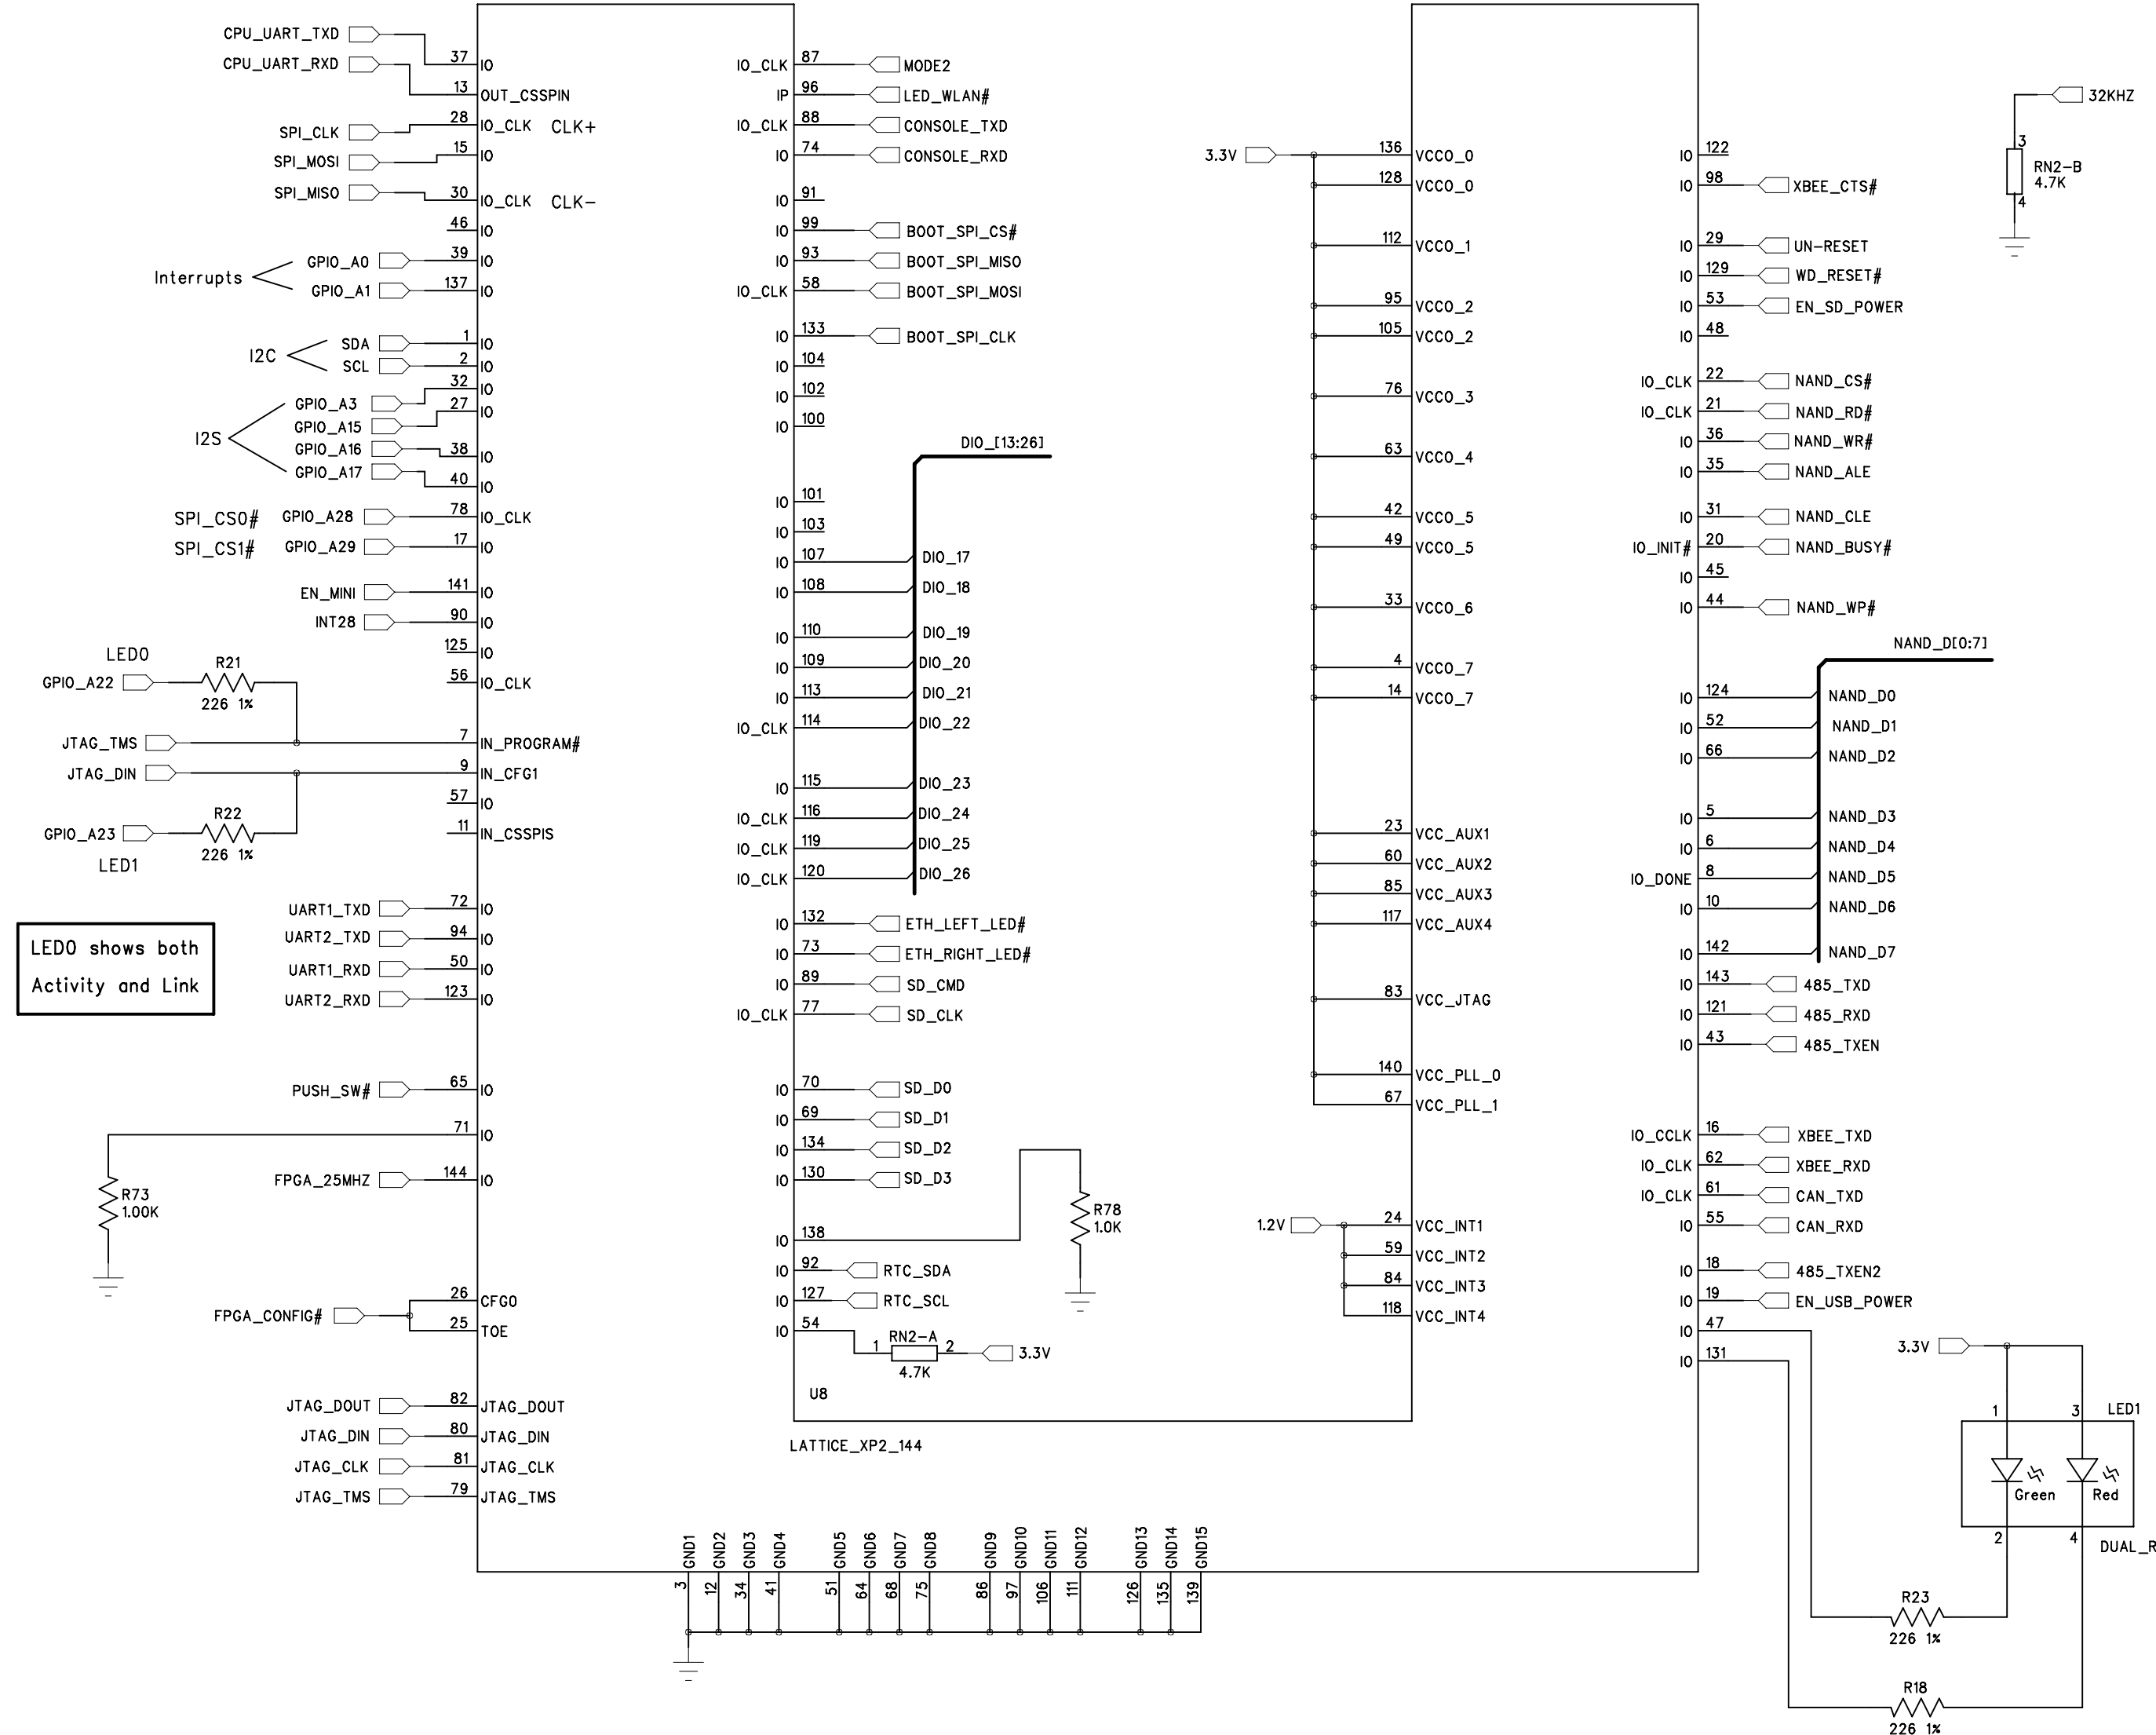 CPU_UART_TXD
CPU_UART_RXD
37 IO
13 OUT_CSSPIN
SPI_CLK 28 IO_CLK CLK+
SPI_MOSI 15 IO
SPI_MISO 30 IO_CLK CLK-
46 IO
Interrupts
GPIO_A0 39 IO
GPIO_A1 137 IO
I2C
SDA 1 IO
SCL 2 IO
I2S
GPIO_A3 32 IO
GPIO_A15 27 IO
GPIO_A16 38 IO
GPIO_A17 40 IO
SPI_CS0# GPIO_A28 78 IO_CLK
SPI_CS1# GPIO_A29 17 IO
EN_MINI 141 IO
INT28 90 IO
125 IO
56 IO_CLK
LED0
GPIO_A22 R21
226 1%
JTAG_TMS 7 IN_PROGRAM#
JTAG_DIN 9 IN_CFG1
57 IO
11 IN_CSSPIS
GPIO_A23 R22
226 1%
LED1
UART1_TXD 72 IO
UART2_TXD 94 IO
UART1_RXD 50 IO
UART2_RXD 123 IO
LED0 shows both
Activity and Link
PUSH_SW# 65 IO
71 IO
R73
1.00K
FPGA_25MHZ 144 IO
FPGA_CONFIG#
26 CFG0
25 TOE
JTAG_DOUT 82 JTAG_DOUT
JTAG_DIN 80 JTAG_DIN
JTAG_CLK 81 JTAG_CLK
JTAG_TMS 79 JTAG_TMS
IO_CLK 87 MODE2
IP 96 LED_WLAN#
IO_CLK 88 CONSOLE_TXD
IO 74 CONSOLE_RXD
IO 91
IO 99 BOOT_SPI_CS#
IO 93 BOOT_SPI_MISO
IO_CLK 58 BOOT_SPI_MOSI
IO 133 BOOT_SPI_CLK
IO 104
IO 102
IO 100
DIO_[13:26]
IO 101
IO 103
IO 107 DIO_17
IO 108 DIO_18
IO 110 DIO_19
IO 109 DIO_20
IO 113 DIO_21
IO_CLK 114 DIO_22
IO 115 DIO_23
IO_CLK 116 DIO_24
IO_CLK 119 DIO_25
IO_CLK 120 DIO_26
IO 132 ETH_LEFT_LED#
IO 73 ETH_RIGHT_LED#
IO 89 SD_CMD
IO_CLK 77 SD_CLK
IO 70 SD_D0
IO 69 SD_D1
IO 134 SD_D2
IO 130 SD_D3
IO 138
R78
1.0K
IO 92 RTC_SDA
IO 127 RTC_SCL
IO 54
1 RN2-A 2 3.3V
4.7K
U8
LATTICE_XP2_144
3 GND1
12 GND2
34 GND3
41 GND4
51 GND5
64 GND6
68 GND7
75 GND8
86 GND9
97 GND10
106 GND11
111 GND12
126 GND13
135 GND14
139 GND15
3.3V
136 VCCO_0
128 VCCO_0
112 VCCO_1
95 VCCO_2
105 VCCO_2
76 VCCO_3
63 VCCO_4
42 VCCO_5
49 VCCO_5
33 VCCO_6
4 VCCO_7
14 VCCO_7
23 VCC_AUX1
60 VCC_AUX2
85 VCC_AUX3
117 VCC_AUX4
83 VCC_JTAG
140 VCC_PLL_0
67 VCC_PLL_1
1.2V
24 VCC_INT1
59 VCC_INT2
84 VCC_INT3
118 VCC_INT4
IO 122
IO 98 XBEE_CTS#
IO 29 UN-RESET
IO 129 WD_RESET#
IO 53 EN_SD_POWER
IO 48
IO_CLK 22 NAND_CS#
IO_CLK 21 NAND_RD#
IO 36 NAND_WR#
IO 35 NAND_ALE
IO 31 NAND_CLE
IO_INIT# 20 NAND_BUSY#
IO 45
IO 44 NAND_WP#
NAND_D[0:7]
IO 124 NAND_D0
IO 52 NAND_D1
IO 66 NAND_D2
IO 5 NAND_D3
IO 6 NAND_D4
IO_DONE 8 NAND_D5
IO 10 NAND_D6
IO 142 NAND_D7
IO 143 485_TXD
IO 121 485_RXD
IO 43 485_TXEN
IO_CCLK 16 XBEE_TXD
IO_CLK 62 XBEE_RXD
IO_CLK 61 CAN_TXD
IO 55 CAN_RXD
IO 18 485_TXEN2
IO 19 EN_USB_POWER
IO 47
IO 131
32KHZ
3
RN2-B
4.7K
4
3.3V
1 3 LED1
Green Red
2 4
DUAL_R
R23
226 1%
R18
226 1%